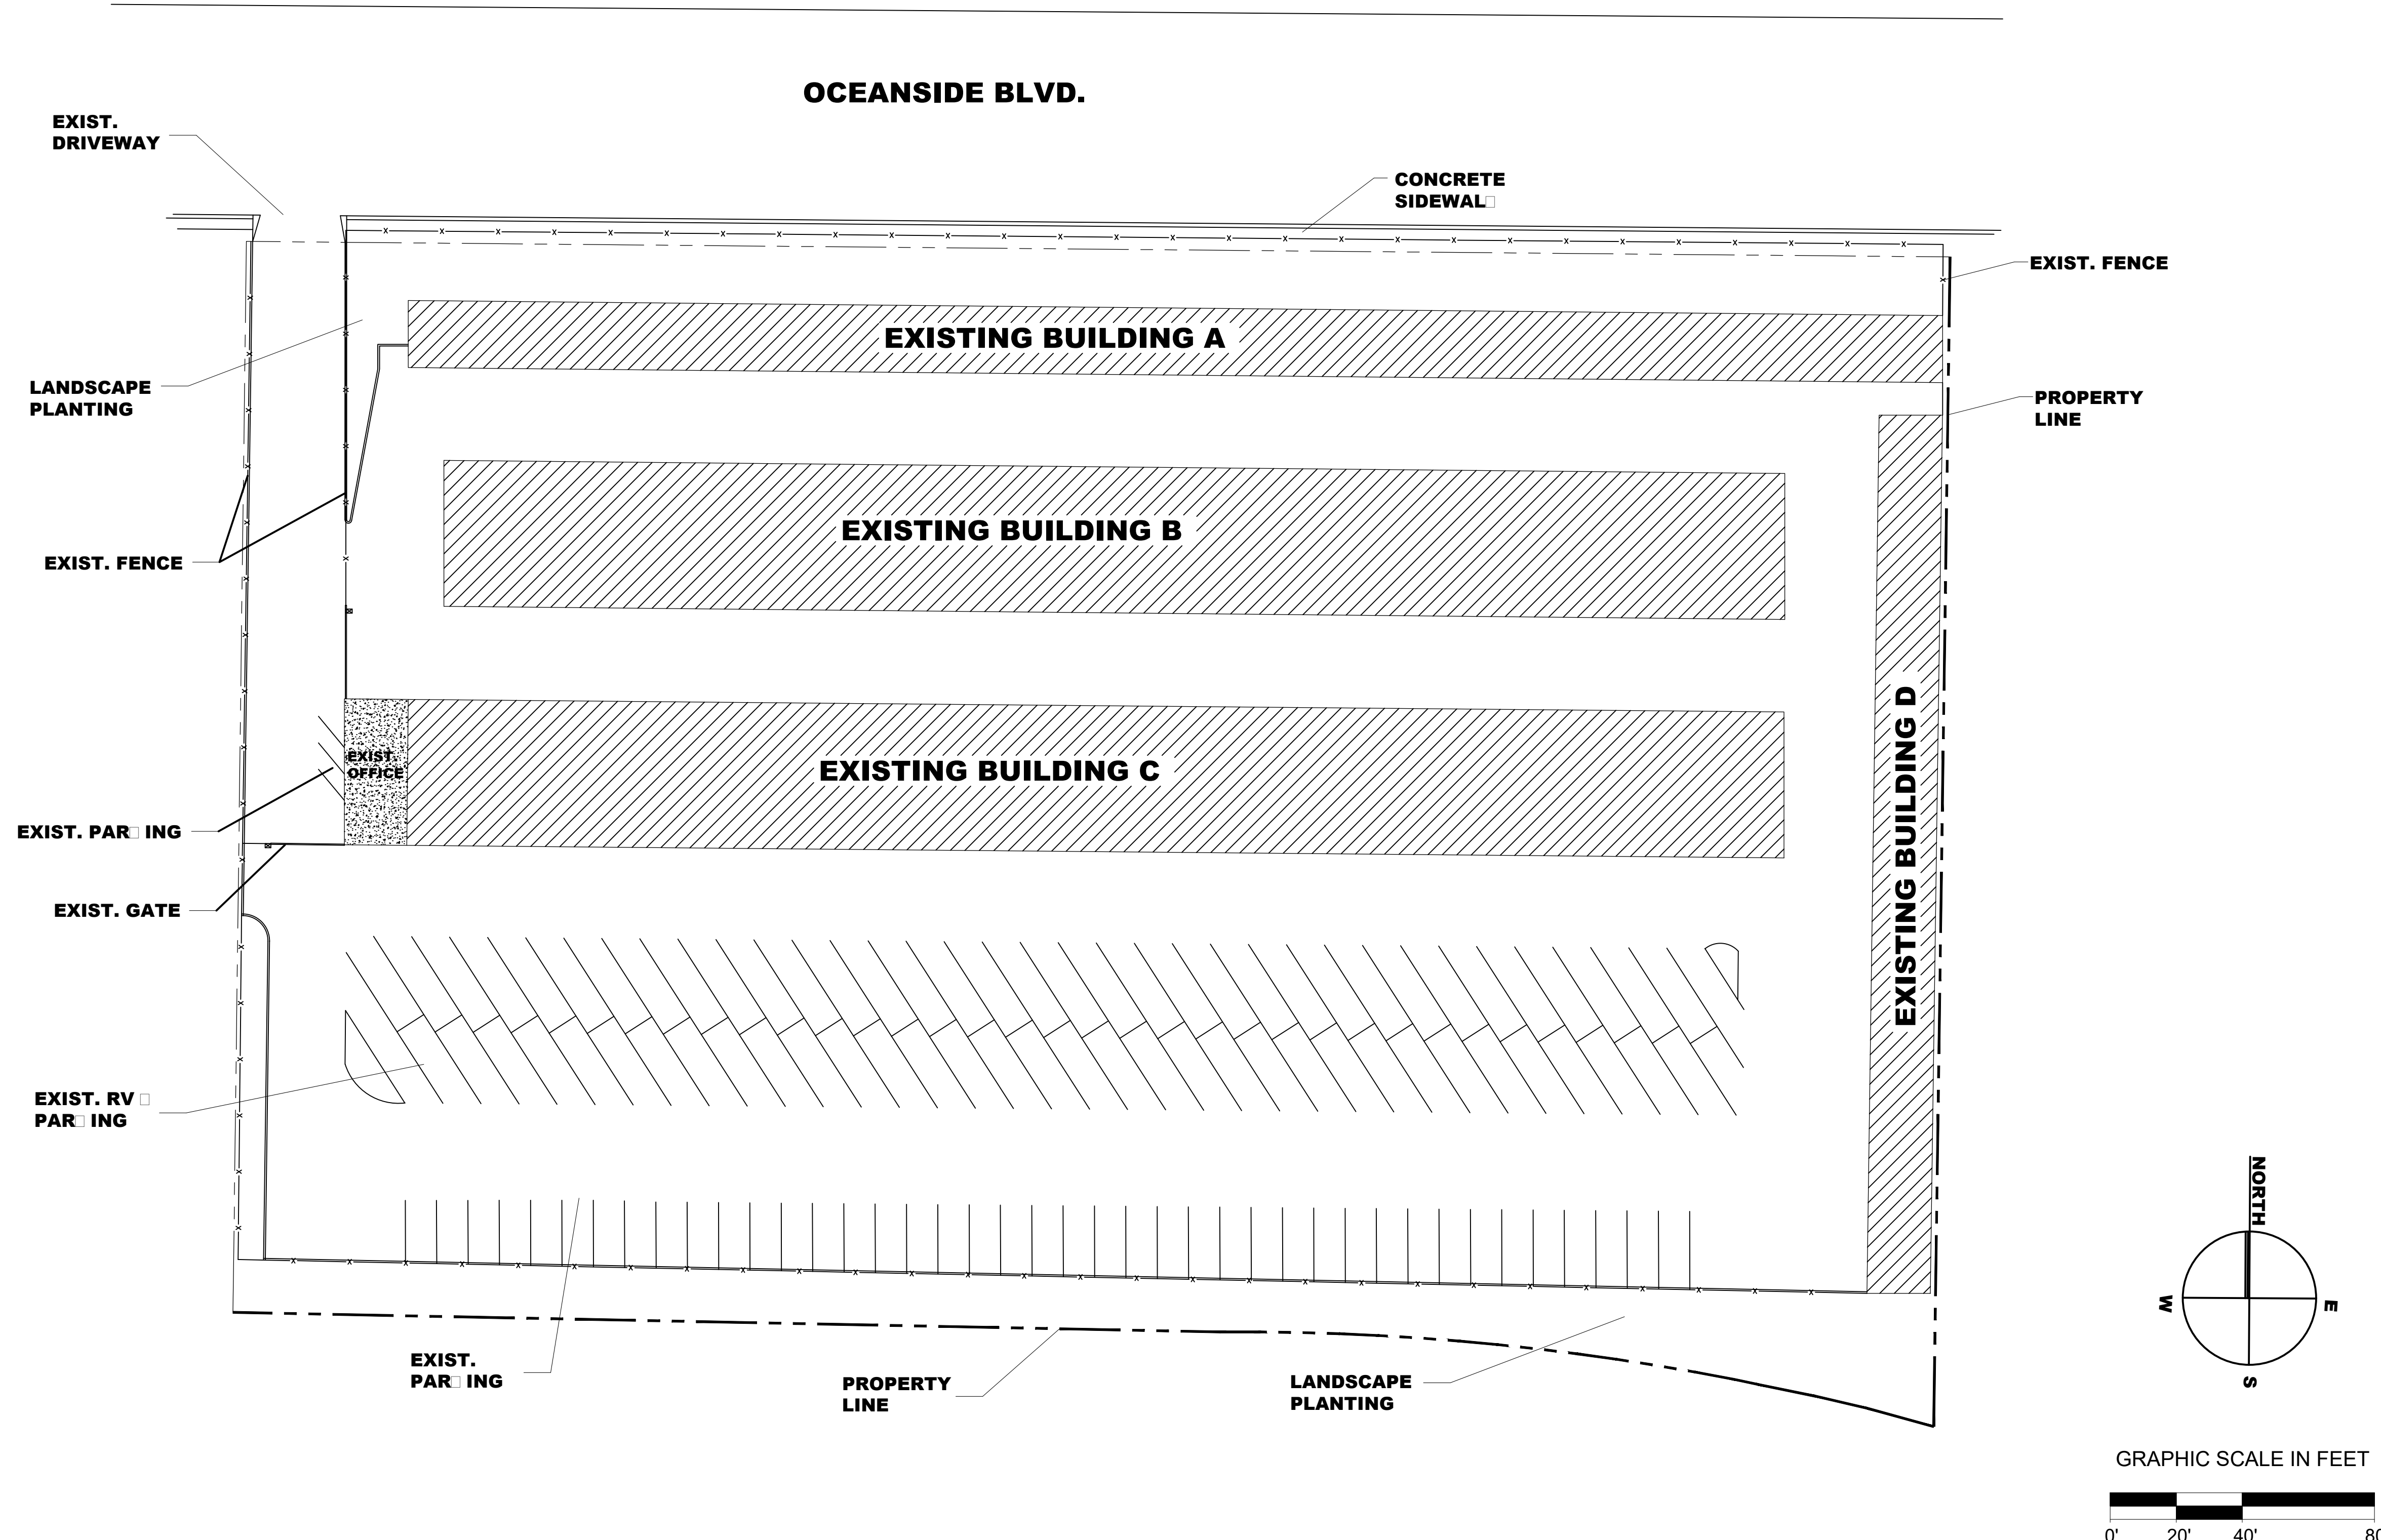 OCEANSIDE BLVD.
EXIST.
DRIVEWAY
CONCRETE
SIDEWAL□
EXIST. FENCE
EXISTING BUILDING A
LANDSCAPE
PLANTING
PROPERTY
LINE
EXISTING BUILDING B
EXIST. FENCE
EXIST.
OFFICE
EXISTING BUILDING C
EXISTING BUILDING D
EXIST. PAR□ ING
EXIST. GATE
EXIST. RV □
PAR□ ING
NORTH
W
E
S
EXIST.
PAR□ ING
PROPERTY
LINE
LANDSCAPE
PLANTING
GRAPHIC SCALE IN FEET
0' 20' 40' 80